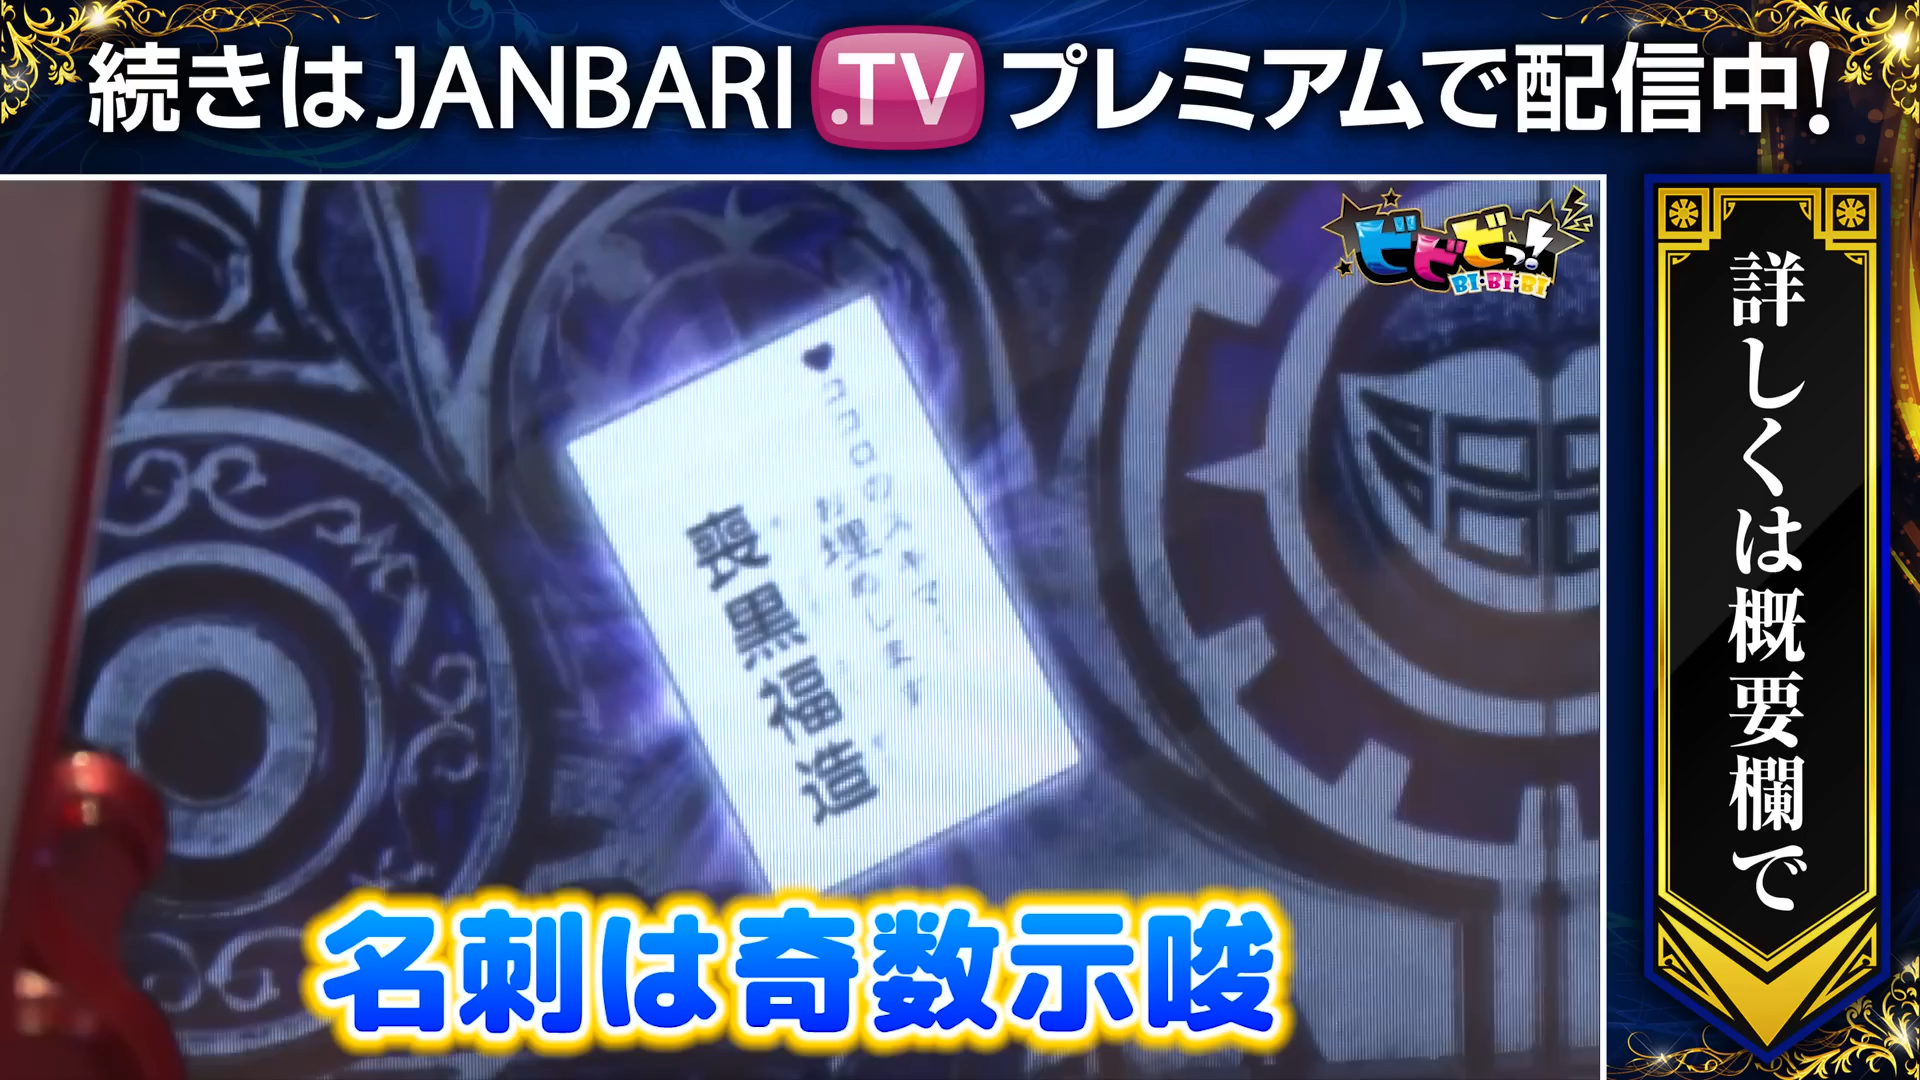 続きはJANBARI.TVプレミアムで配信中!
ビビビっ!
BI・BI・BI
詳しくは概要欄で
♥ココロのスキマ…
お埋めします
喪黒福造
名刺は奇数示唆